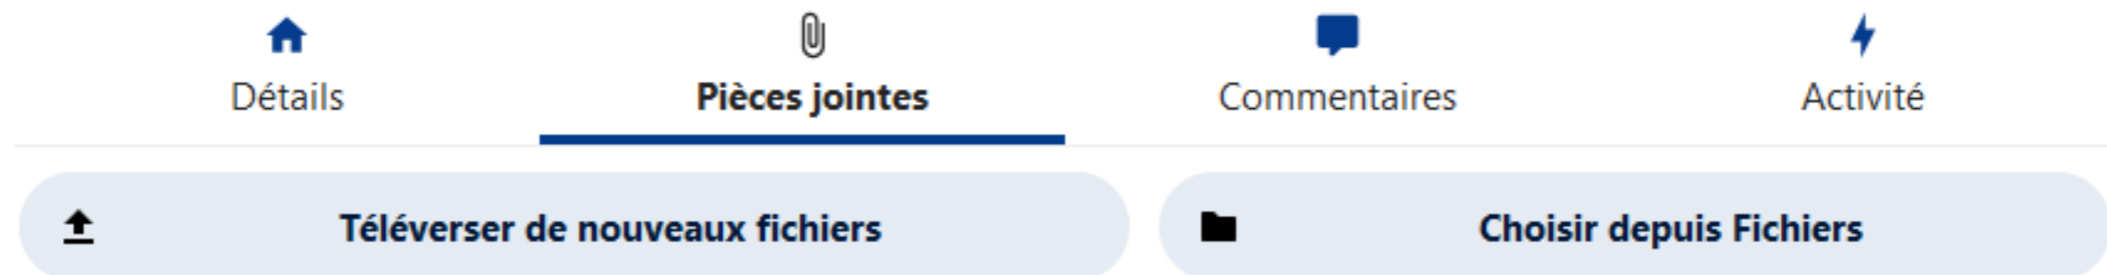 Détails
Pièces jointes
Commentaires
Activité
Téléverser de nouveaux fichiers
Choisir depuis Fichiers